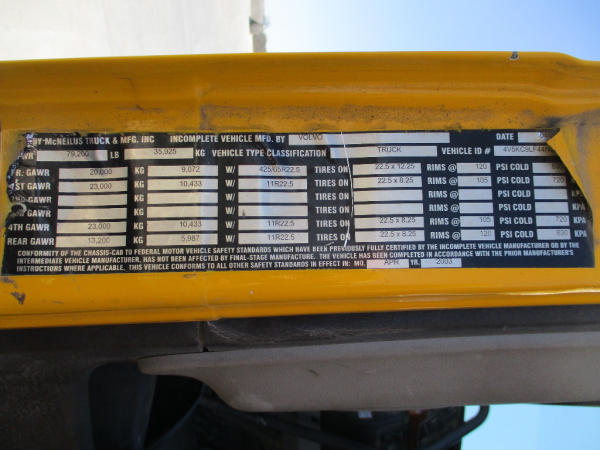 BY McNEILUS TRUCK & MFG. INC INCOMPLETE VEHICLE MFD. BY VOLVO DATE
WR 79,200 LB 35,925 KG VEHICLE TYPE CLASSIFICATION TRUCK VEHICLE ID # 4V5KC9LF44N
FR. GAWR 20,000 KG 9,072 W/ 425/65R22.5 TIRES ON 22.5 x 12.25 RIMS @ 120 PSI COLD
1ST GAWR 23,000 KG 10,433 W/ 11R22.5 TIRES ON 22.5 x 8.25 RIMS @ 105 PSI COLD
GAWR KG W/ TIRES ON RIMS @ PSI COLD KPA
GAWR KG W/ TIRES ON RIMS @ PSI COLD KPA
4TH GAWR 23,000 KG 10,433 W/ 11R22.5 TIRES ON 22.5 x 8.25 RIMS @ 105 PSI COLD 720 KPA
REAR GAWR 13,200 KG 5,987 W/ 11R22.5 TIRES ON 22.5 x 8.25 RIMS @ 120 PSI COLD 830 KPA
CONFORMITY OF THE CHASSIS-CAB TO FEDERAL MOTOR VEHICLE SAFETY STANDARDS WHICH HAVE BEEN PREVIOUSLY FULLY CERTIFIED BY THE INCOMPLETE VEHICLE MANUFACTURER OR BY THE
INTERMEDIATE VEHICLE MANUFACTURER, HAS NOT BEEN AFFECTED BY FINAL-STAGE MANUFACTURE. THE VEHICLE HAS BEEN COMPLETED IN ACCORDANCE WITH THE PRIOR MANUFACTURER'S
INSTRUCTIONS WHERE APPLICABLE. THIS VEHICLE CONFORMS TO ALL OTHER SAFETY STANDARDS IN EFFECT IN: MO. APR YR. 2003